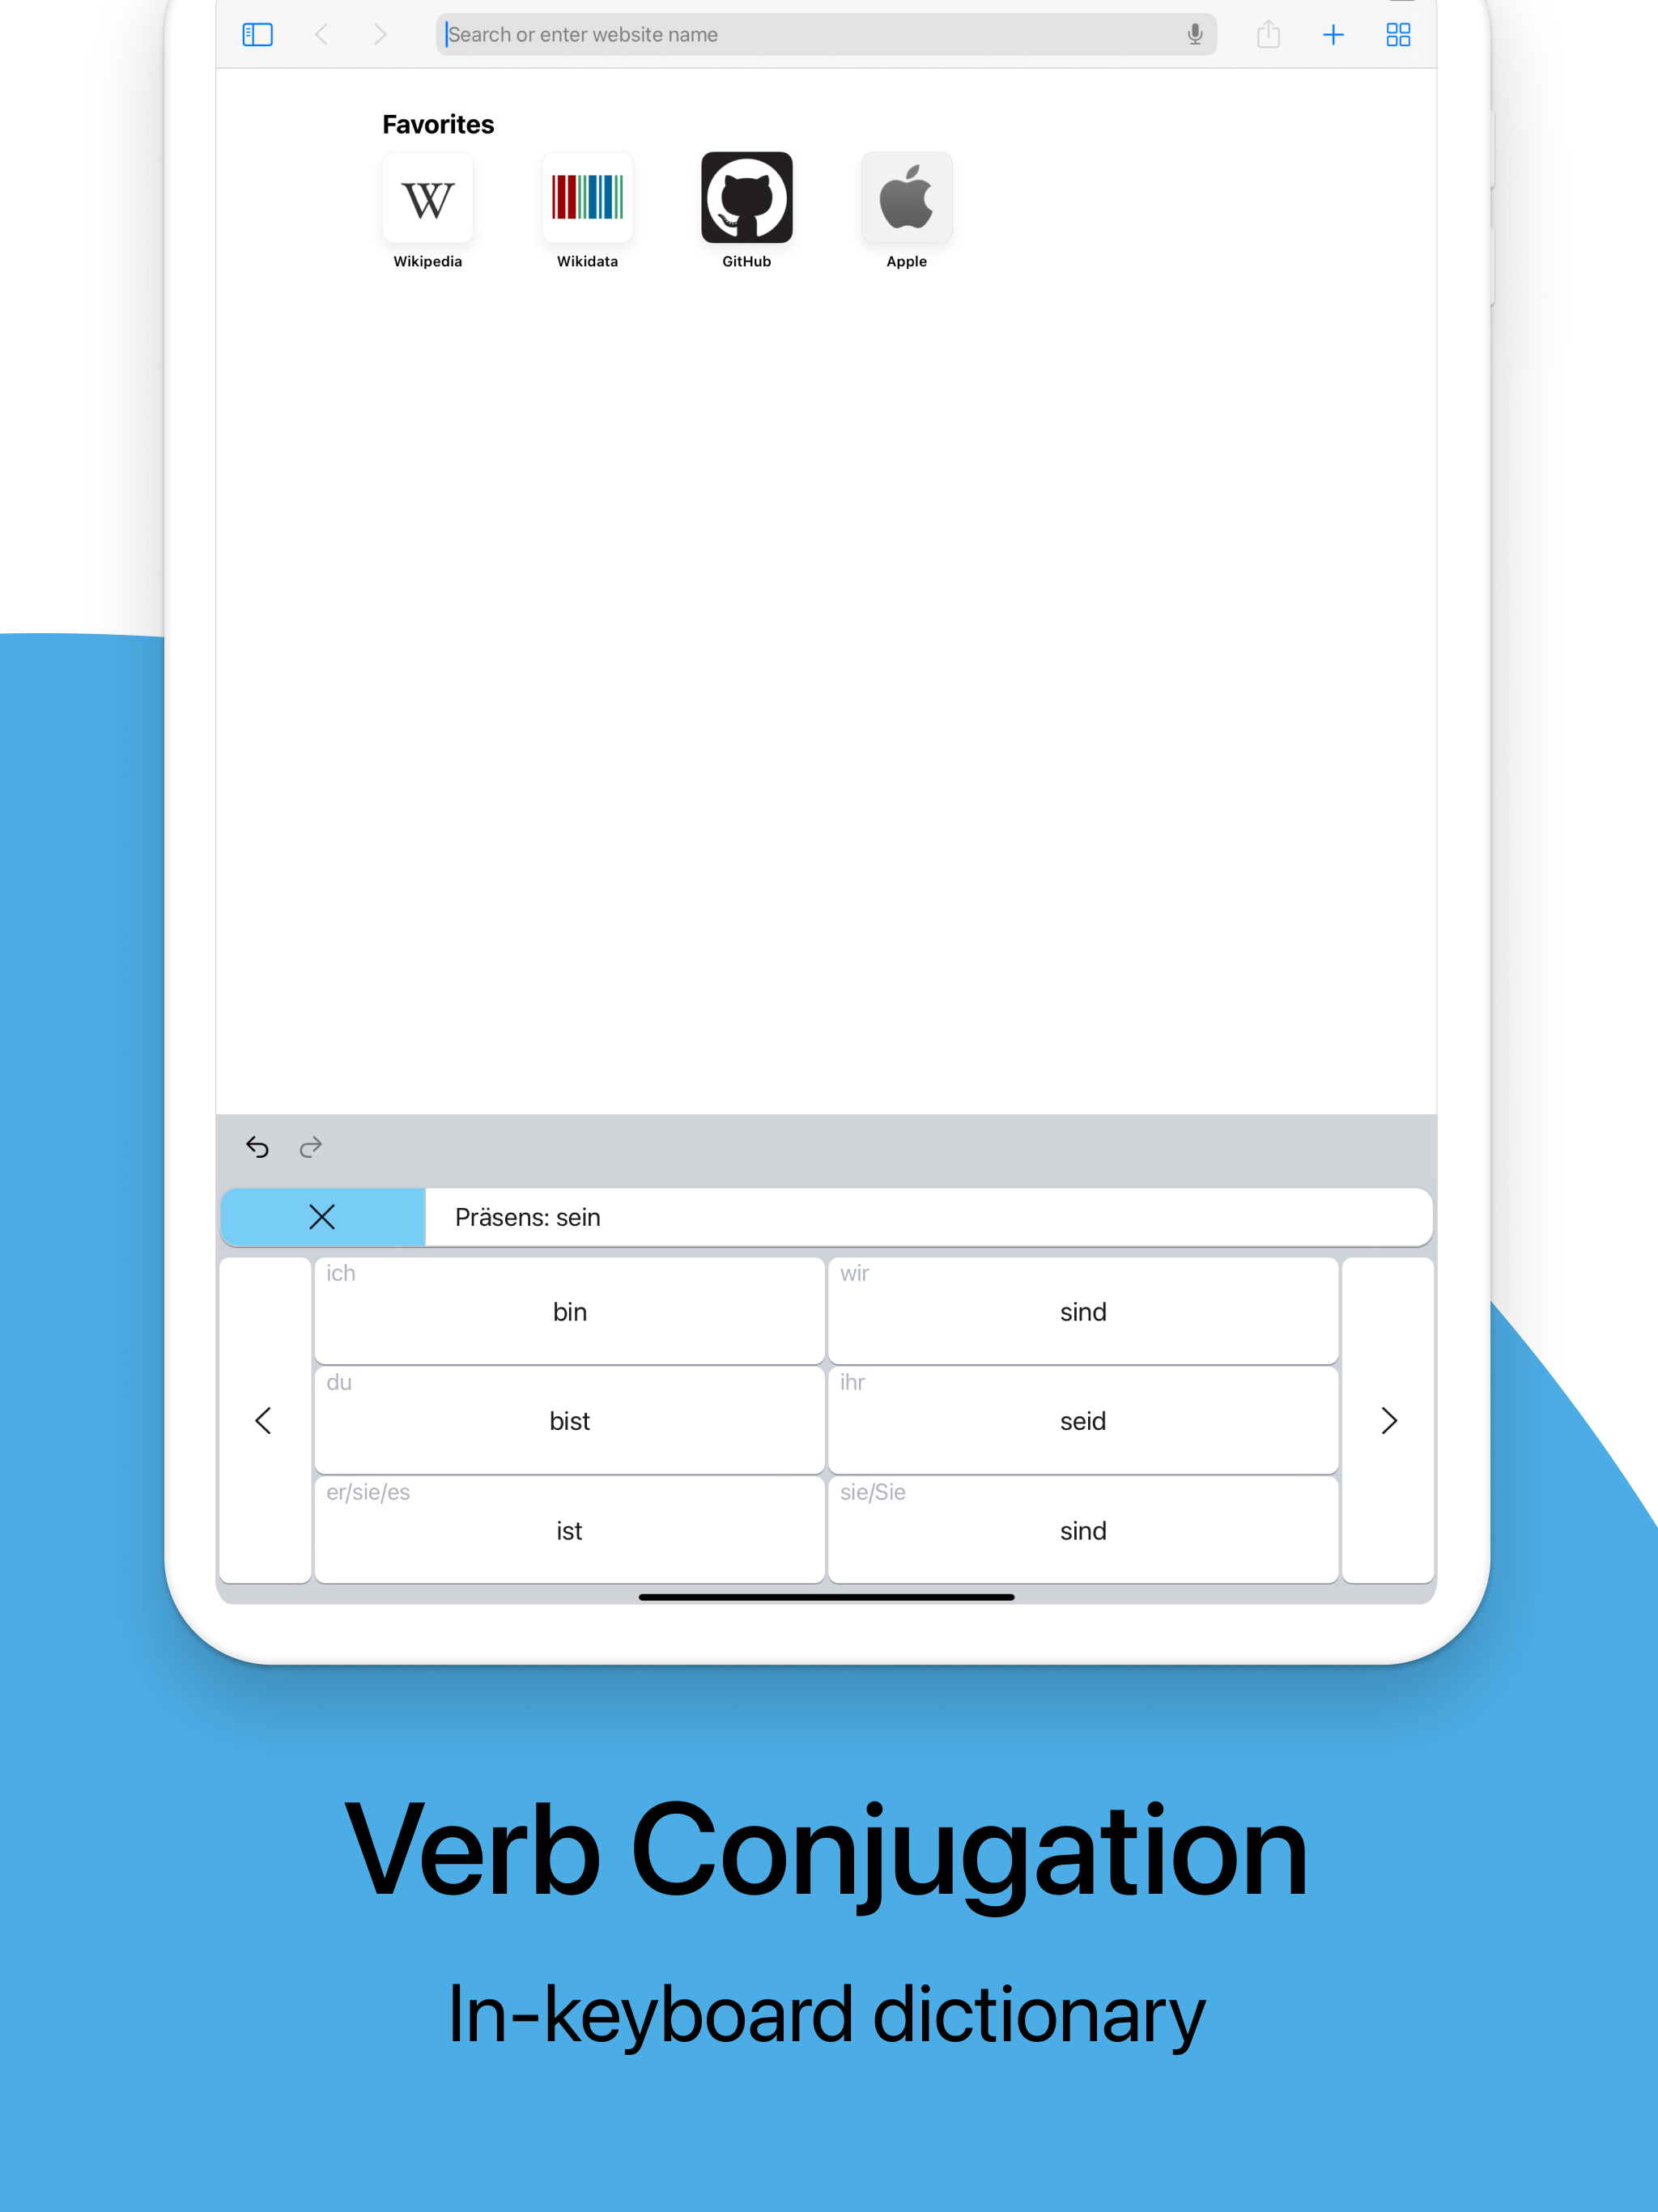 Search or enter website name
Favorites
W
Wikipedia
Wikidata
GitHub
Apple
Präsens: sein
ich
bin
wir
sind
du
bist
ihr
seid
er/sie/es
ist
sie/Sie
sind
Verb Conjugation
In-keyboard dictionary